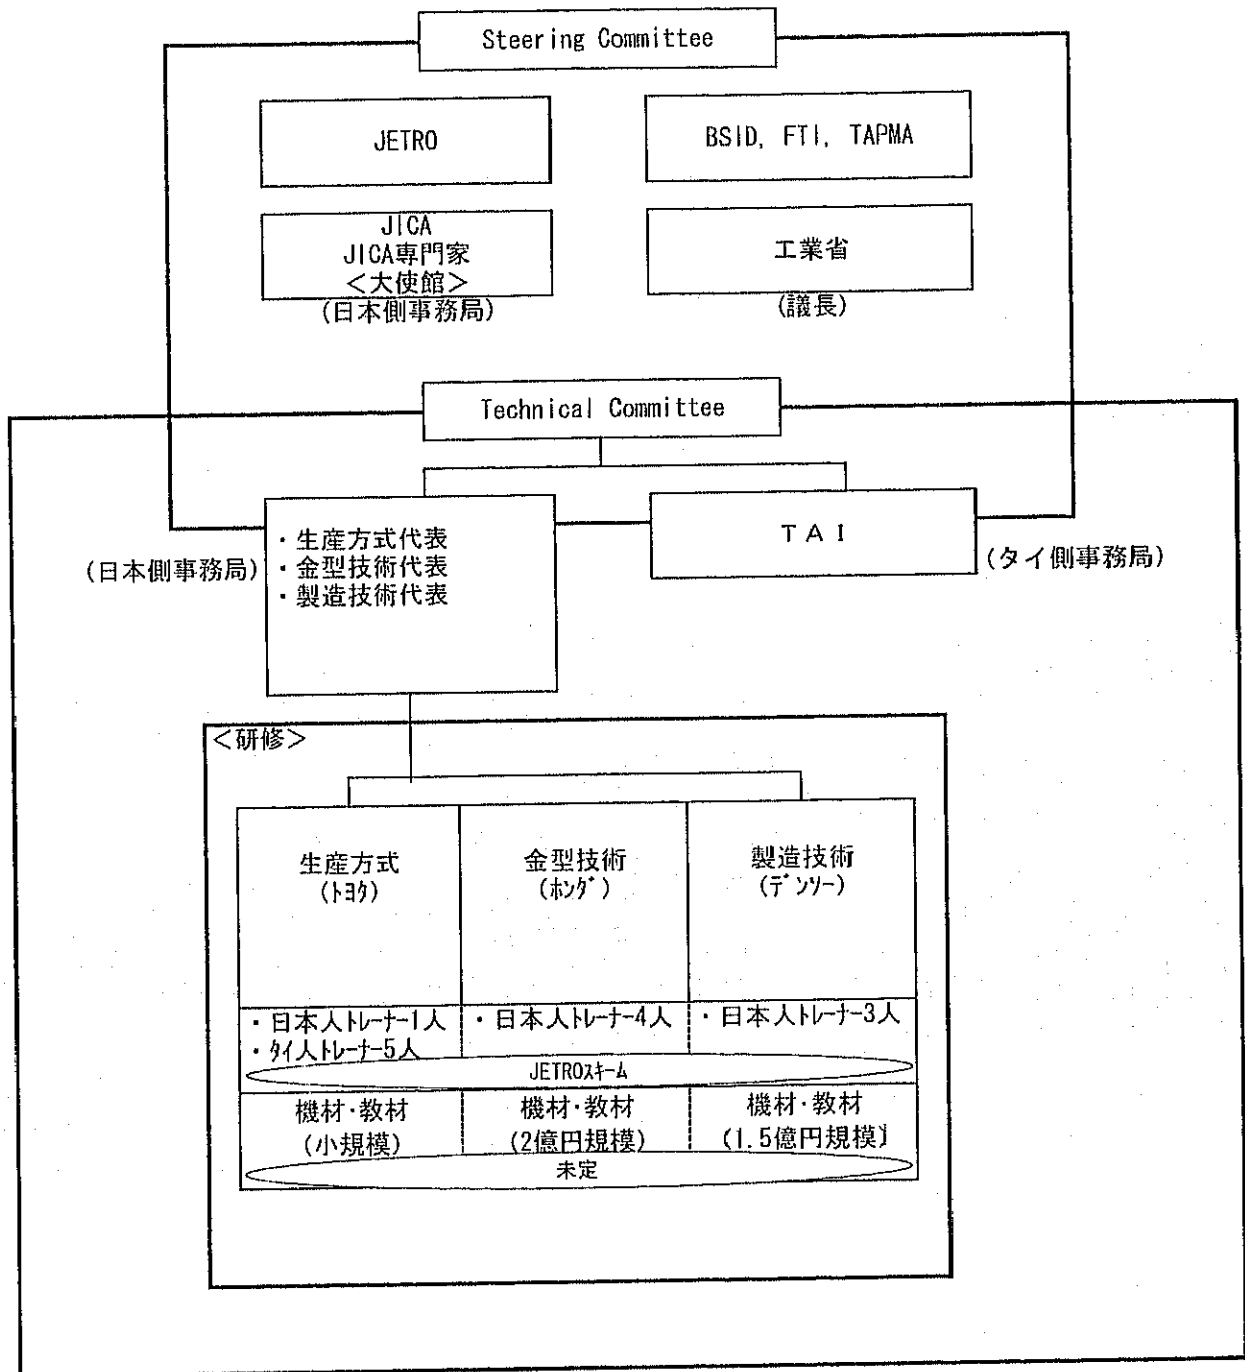 Steering Committee
JETRO
BSID, FTI, TAPMA
JICA
JICA専門家
＜大使館＞
(日本側事務局)
工業省
(議長)
Technical Committee
・生産方式代表
・金型技術代表
・製造技術代表
(日本側事務局)
ＴＡＩ
(タイ側事務局)
＜研修＞
生産方式
(ﾄﾖﾀ)
金型技術
(ﾎﾝﾀﾞ)
製造技術
(ﾃﾞﾝｿｰ)
・日本人ﾄﾚｰﾅｰ1人
・ﾀｲ人ﾄﾚｰﾅｰ5人
・日本人ﾄﾚｰﾅｰ4人
・日本人ﾄﾚｰﾅｰ3人
JETROｽｷｰﾑ
機材･教材
(小規模)
機材･教材
(2億円規模)
機材･教材
(1.5億円規模)
未定